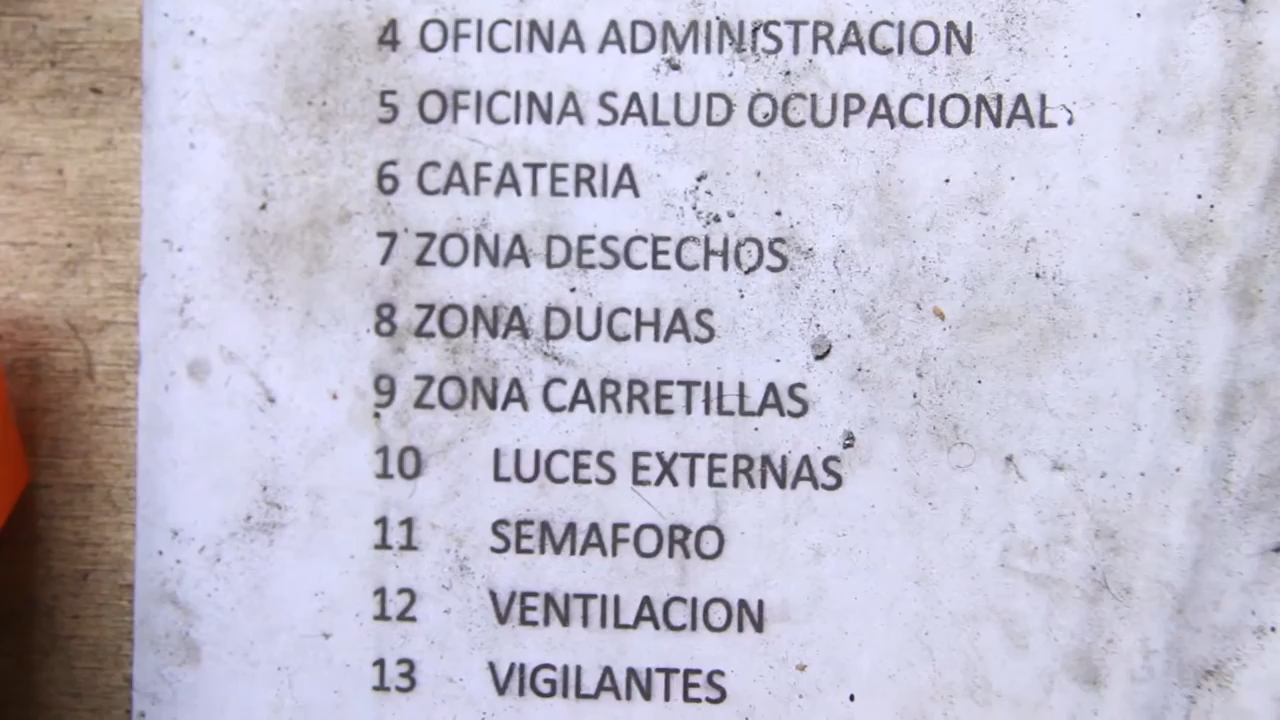 4 OFICINA ADMINISTRACION
5 OFICINA SALUD OCUPACIONAL
6 CAFATERIA
7 ZONA DESCECHOS
8 ZONA DUCHAS
9 ZONA CARRETILLAS
10 LUCES EXTERNAS
11 SEMAFORO
12 VENTILACION
13 VIGILANTES